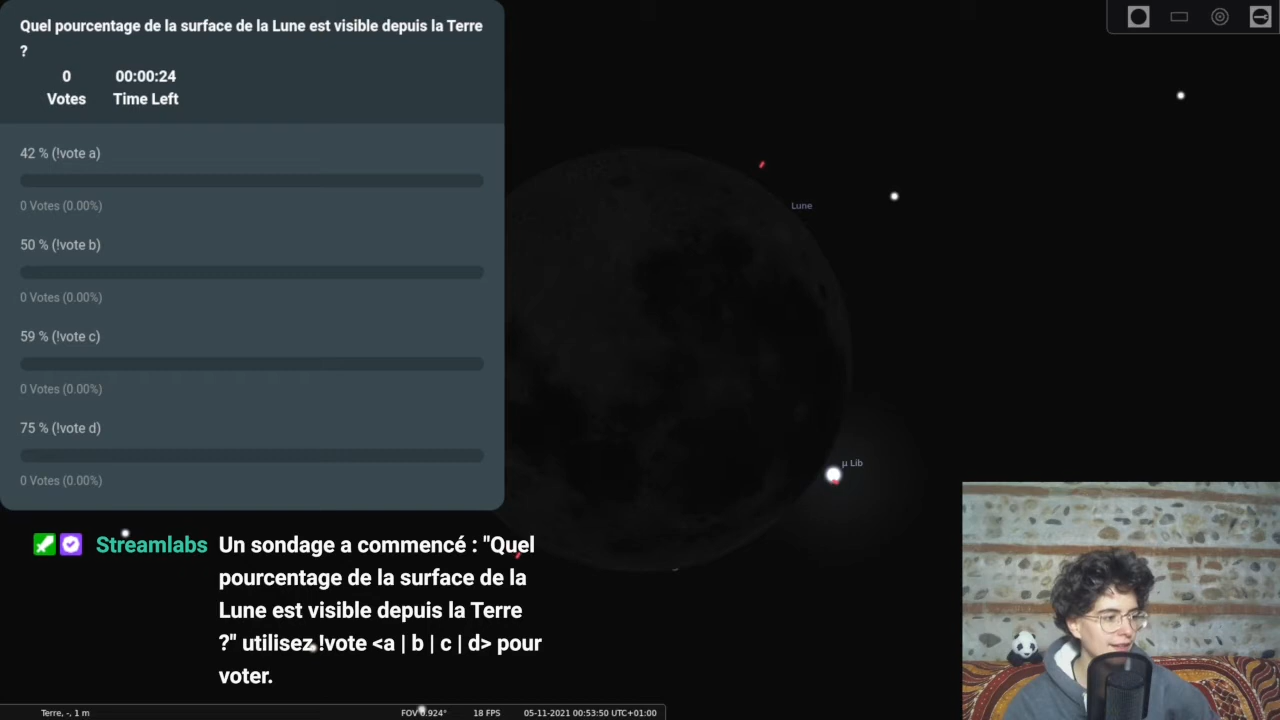 Quel pourcentage de la surface de la Lune est visible depuis la Terre
?
0
Votes
00:00:24
Time Left
42 % (!vote a)
0 Votes (0.00%)
50 % (!vote b)
0 Votes (0.00%)
59 % (!vote c)
0 Votes (0.00%)
75 % (!vote d)
0 Votes (0.00%)
Lune
μ Lib
Streamlabs Un sondage a commencé : "Quel
pourcentage de la surface de la
Lune est visible depuis la Terre
?" utilisez !vote <a | b | c | d> pour
voter.
Terre, -, 1 m FOV 0.924° 18 FPS 05-11-2021 00:53:50 UTC+01:00